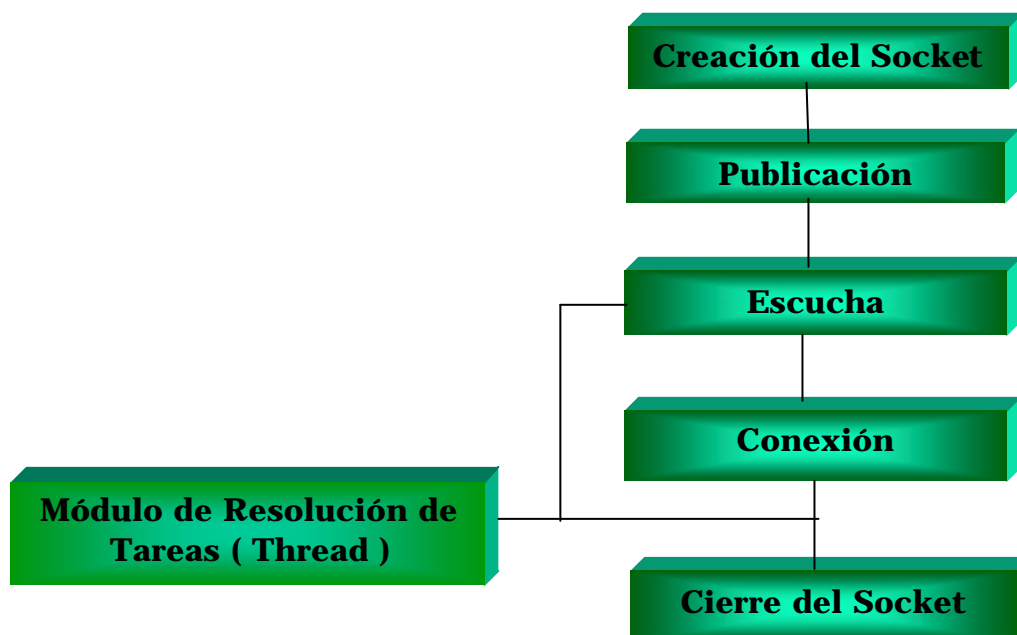 Creación del Socket
Publicación
Escucha
Conexión
Módulo de Resolución de
Tareas ( Thread )
Cierre del Socket